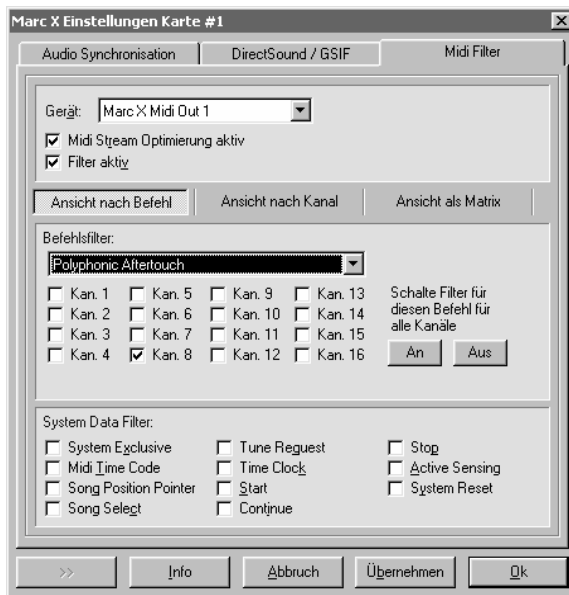 Marc X Einstellungen Karte #1
Audio Synchronisation DirectSound / GSIF Midi Filter
Gerät: Marc X Midi Out 1
Midi Stream Optimierung aktiv
Filter aktiv
Ansicht nach Befehl Ansicht nach Kanal Ansicht als Matrix
Befehlsfilter:
Polyphonic Aftertouch
Kan. 1 Kan. 5 Kan. 9 Kan. 13
Kan. 2 Kan. 6 Kan. 10 Kan. 14
Kan. 3 Kan. 7 Kan. 11 Kan. 15
Kan. 4 Kan. 8 Kan. 12 Kan. 16
Schalte Filter für
diesen Befehl für
alle Kanäle
An Aus
System Data Filter:
System Exclusive Tune Reguest Stop
Midi Time Code Time Clock Active Sensing
Song Position Pointer Start System Reset
Song Select Continue
>> Info Abbruch Übernehmen Ok